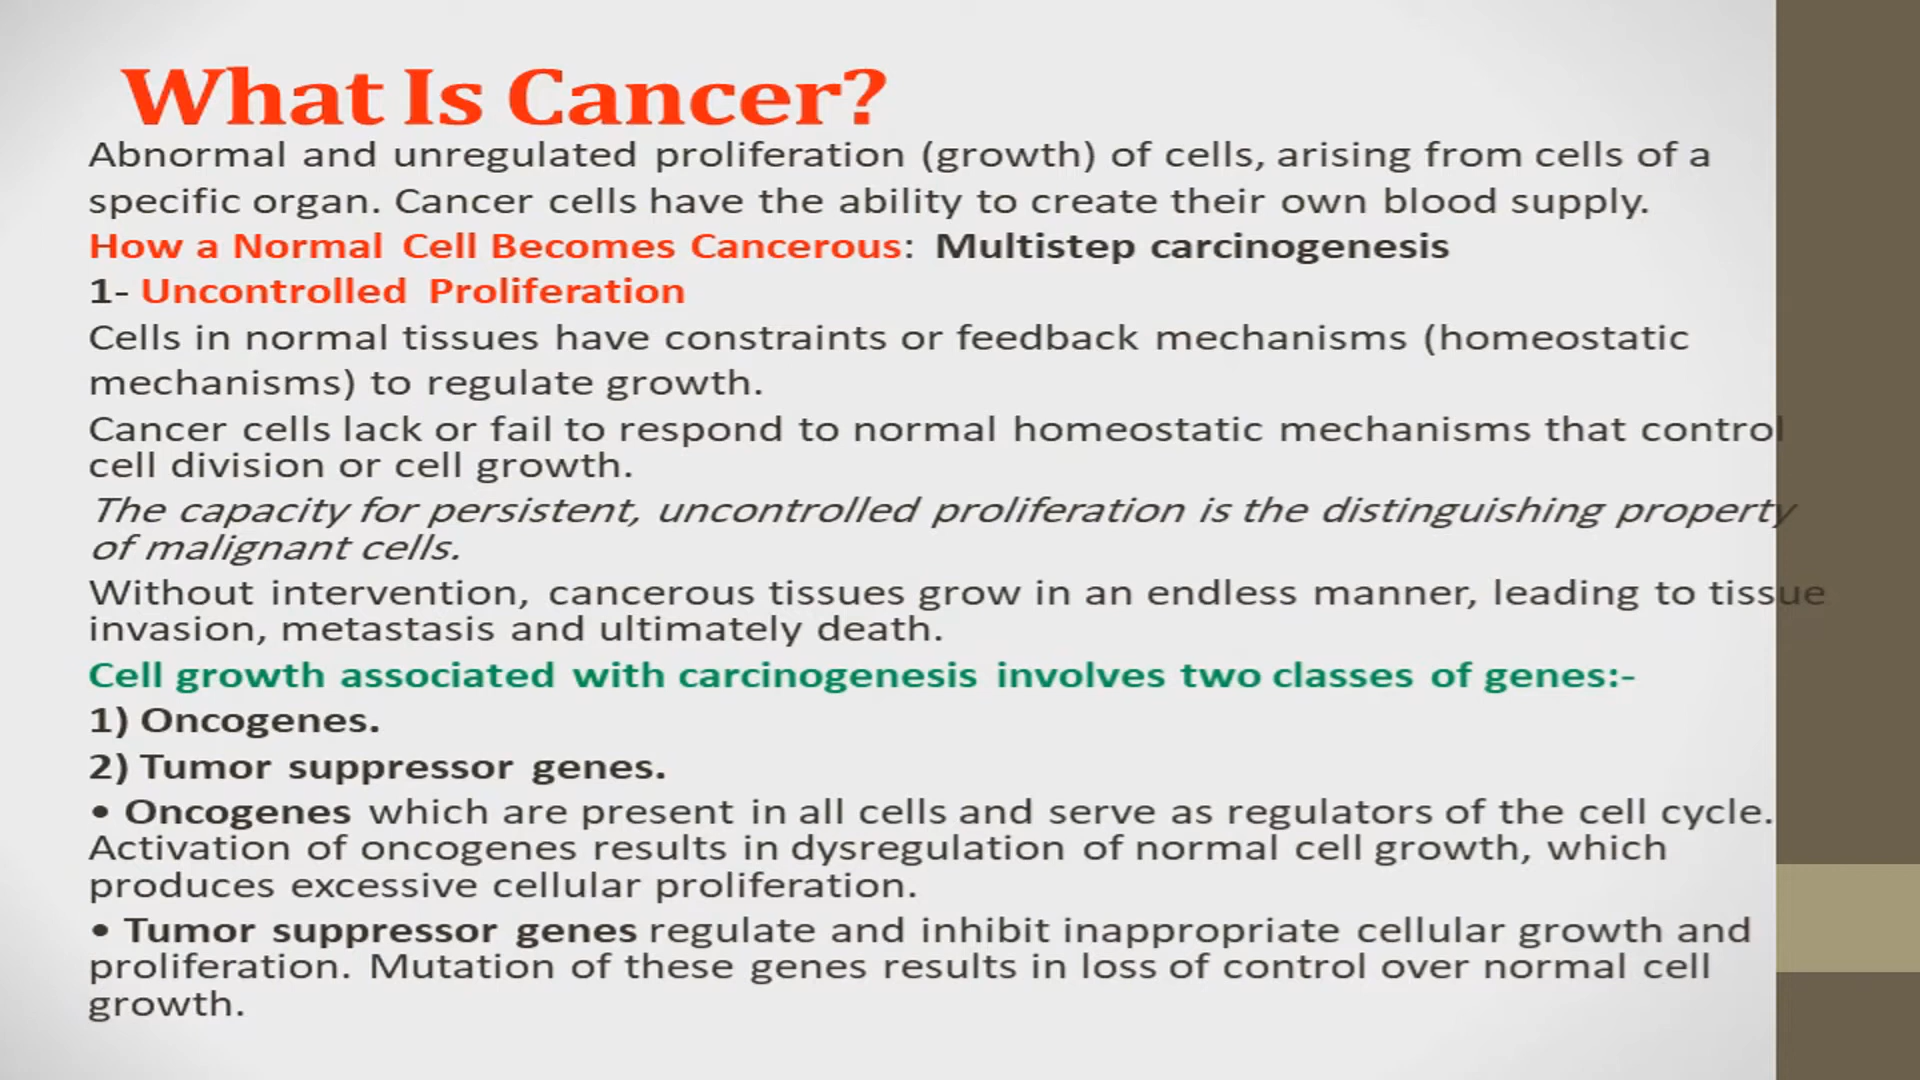 What Is Cancer?
Abnormal and unregulated proliferation (growth) of cells, arising from cells of a
specific organ. Cancer cells have the ability to create their own blood supply.
How a Normal Cell Becomes Cancerous: Multistep carcinogenesis
1- Uncontrolled Proliferation
Cells in normal tissues have constraints or feedback mechanisms (homeostatic
mechanisms) to regulate growth.
Cancer cells lack or fail to respond to normal homeostatic mechanisms that control
cell division or cell growth.
The capacity for persistent, uncontrolled proliferation is the distinguishing property
of malignant cells.
Without intervention, cancerous tissues grow in an endless manner, leading to tissue
invasion, metastasis and ultimately death.
Cell growth associated with carcinogenesis involves two classes of genes:-
1) Oncogenes.
2) Tumor suppressor genes.
• Oncogenes which are present in all cells and serve as regulators of the cell cycle.
Activation of oncogenes results in dysregulation of normal cell growth, which
produces excessive cellular proliferation.
• Tumor suppressor genes regulate and inhibit inappropriate cellular growth and
proliferation. Mutation of these genes results in loss of control over normal cell
growth.